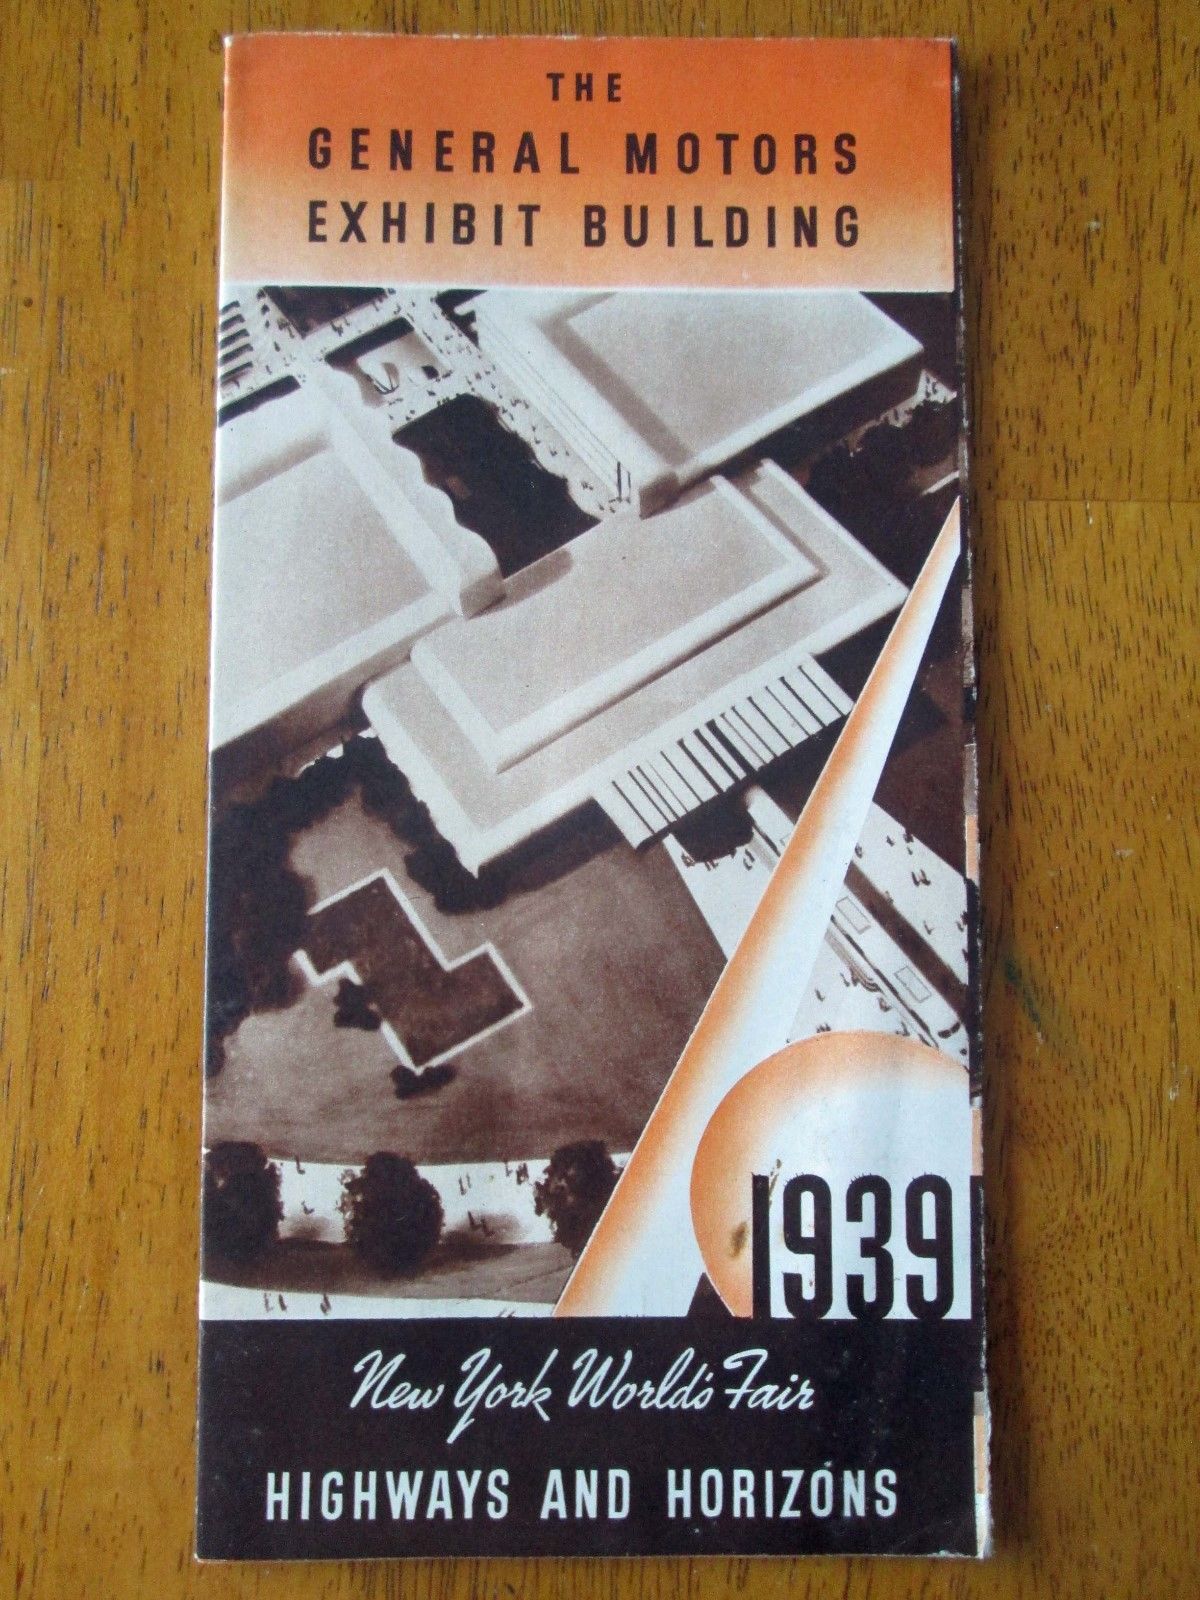 THE
GENERAL MOTORS
EXHIBIT BUILDING
1939
New York World's Fair
HIGHWAYS AND HORIZONS